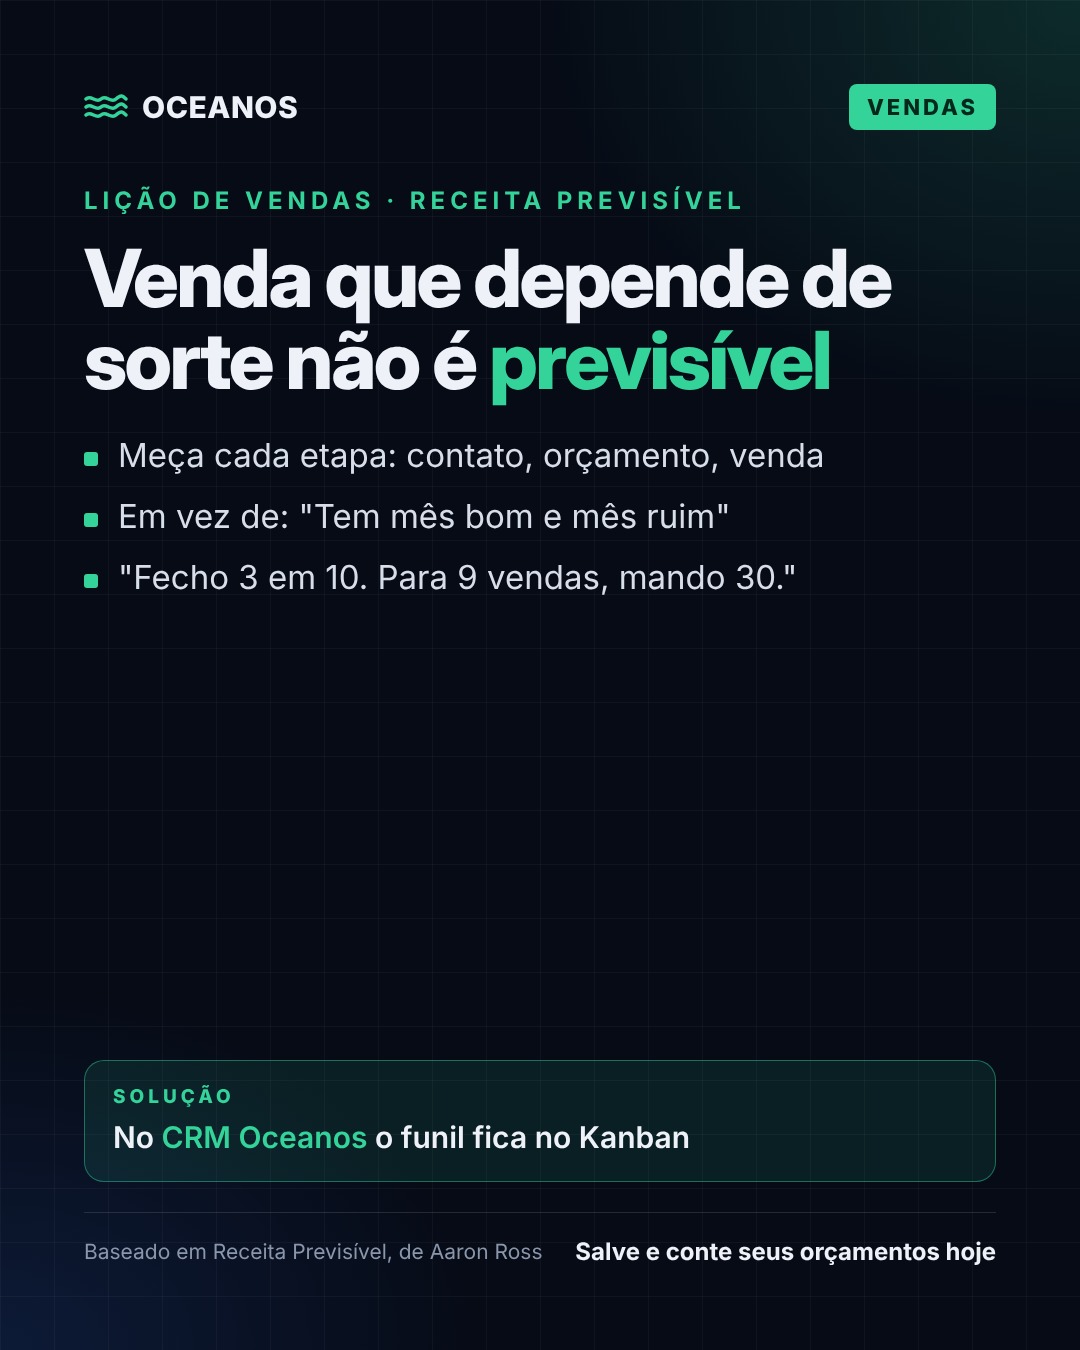 OCEANOS
VENDAS
LIÇÃO DE VENDAS · RECEITA PREVISÍVEL
Venda que depende de
sorte não é previsível
Meça cada etapa: contato, orçamento, venda
Em vez de: "Tem mês bom e mês ruim"
"Fecho 3 em 10. Para 9 vendas, mando 30."
SOLUÇÃO
No CRM Oceanos o funil fica no Kanban
Baseado em Receita Previsível, de Aaron Ross
Salve e conte seus orçamentos hoje